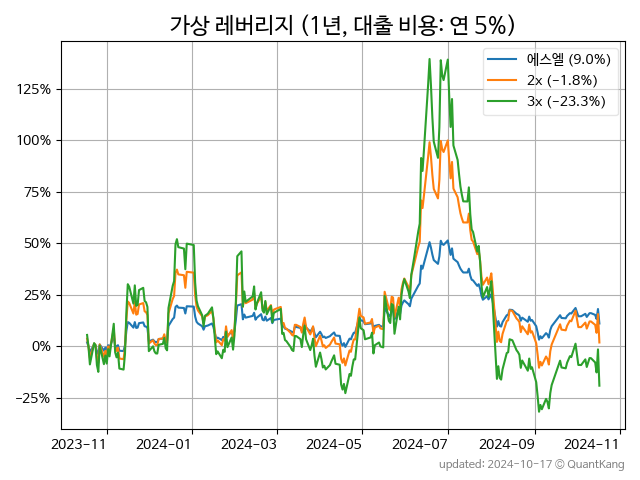 가상 레버리지 (1년, 대출 비용: 연 5%)
에스엘 (9.0%)
2x (−1.8%)
3x (−23.3%)
125%
100%
75%
50%
25%
0%
−25%
2023-11
2024-01
2024-03
2024-05
2024-07
2024-09
2024-11
updated: 2024-10-17 © QuantKang